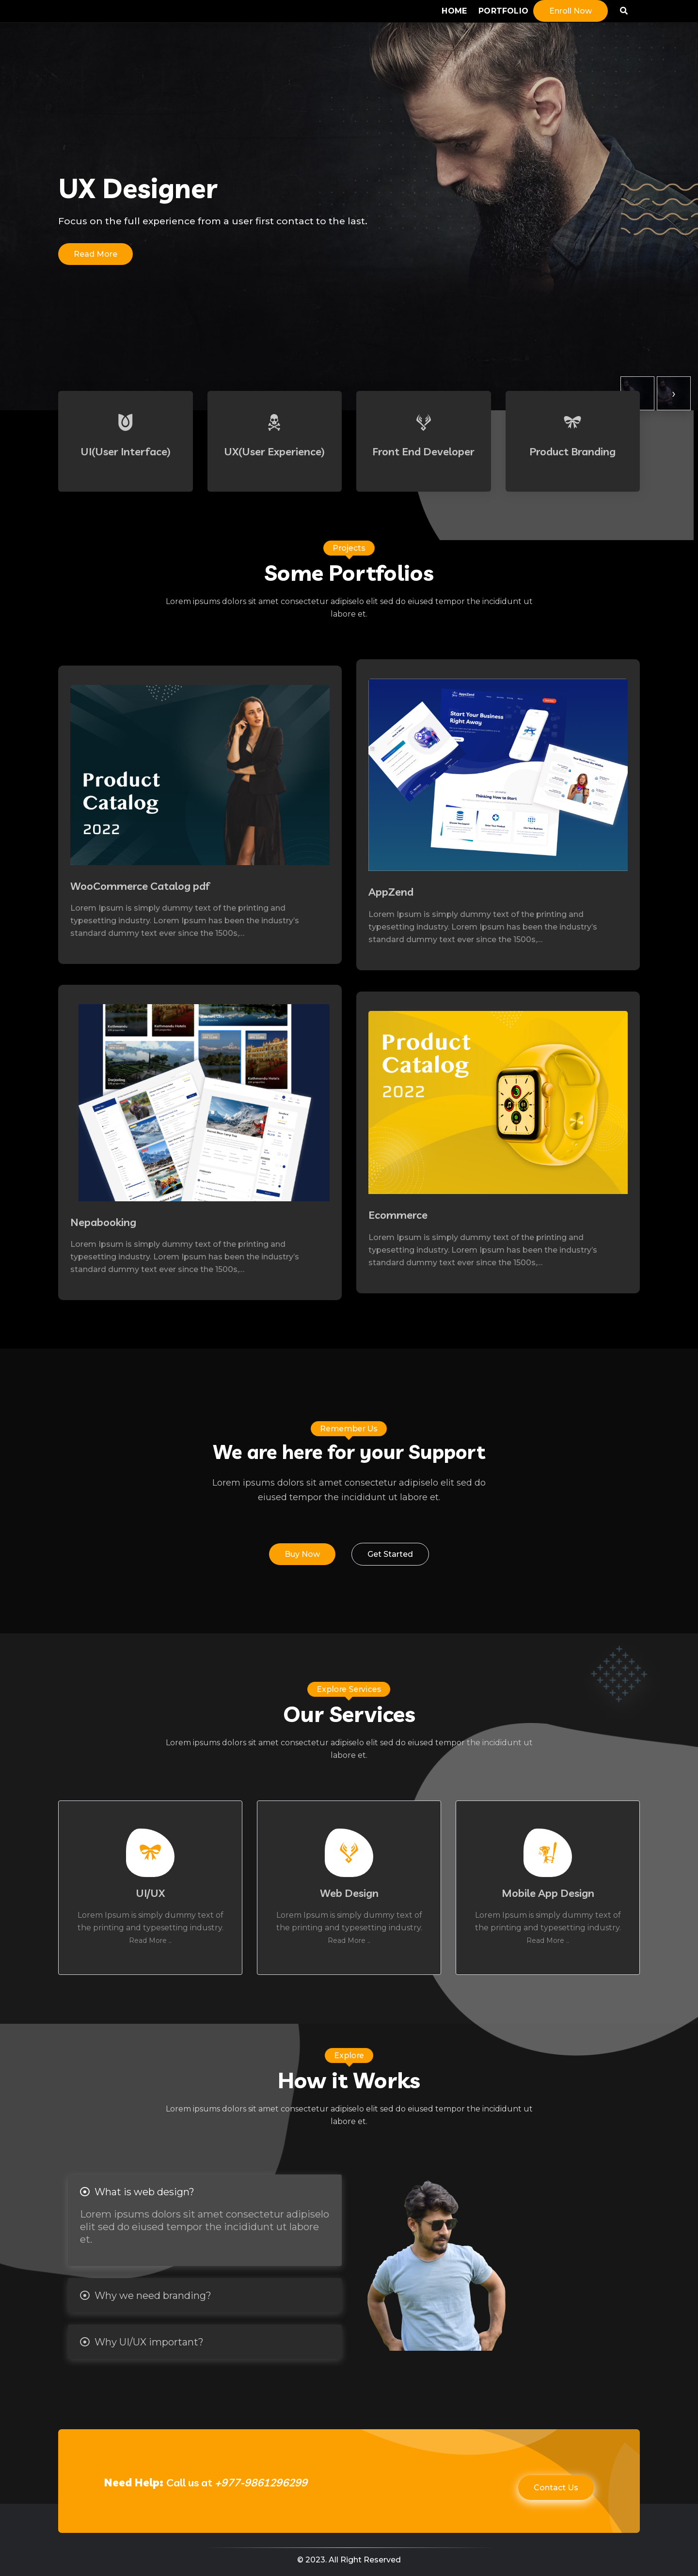 HOME PORTFOLIO Enroll Now
UX Designer
Focus on the full experience from a user first contact to the last.
Read More
UI(User Interface)
UX(User Experience)
Front End Developer
Product Branding
Projects
Some Portfolios
Lorem ipsums dolors sit amet consectetur adipiselo elit sed do eiused tempor the incididunt ut
labore et.
Product
Catalog
2022
WooCommerce Catalog pdf
Lorem Ipsum is simply dummy text of the printing and
typesetting industry. Lorem Ipsum has been the industry's
standard dummy text ever since the 1500s,...
Start Your Business
Right Away
Thinking How to Start
AppZend
Lorem Ipsum is simply dummy text of the printing and
typesetting industry. Lorem Ipsum has been the industry's
standard dummy text ever since the 1500s,...
Nepabooking
Lorem Ipsum is simply dummy text of the printing and
typesetting industry. Lorem Ipsum has been the industry's
standard dummy text ever since the 1500s,...
Product
Catalog
2022
Ecommerce
Lorem Ipsum is simply dummy text of the printing and
typesetting industry. Lorem Ipsum has been the industry's
standard dummy text ever since the 1500s,...
Remember Us
We are here for your Support
Lorem ipsums dolors sit amet consectetur adipiselo elit sed do
eiused tempor the incididunt ut labore et.
Buy Now
Get Started
Explore Services
Our Services
Lorem ipsums dolors sit amet consectetur adipiselo elit sed do eiused tempor the incididunt ut
labore et.
UI/UX
Lorem Ipsum is simply dummy text of
the printing and typesetting industry.
Read More ..
Web Design
Lorem Ipsum is simply dummy text of
the printing and typesetting industry.
Read More ..
Mobile App Design
Lorem Ipsum is simply dummy text of
the printing and typesetting industry.
Read More ..
Explore
How it Works
Lorem ipsums dolors sit amet consectetur adipiselo elit sed do eiused tempor the incididunt ut
labore et.
What is web design?
Lorem ipsums dolors sit amet consectetur adipiselo
elit sed do eiused tempor the incididunt ut labore
et.
Why we need branding?
Why UI/UX important?
Need Help: Call us at +977-9861296299
Contact Us
© 2023. All Right Reserved